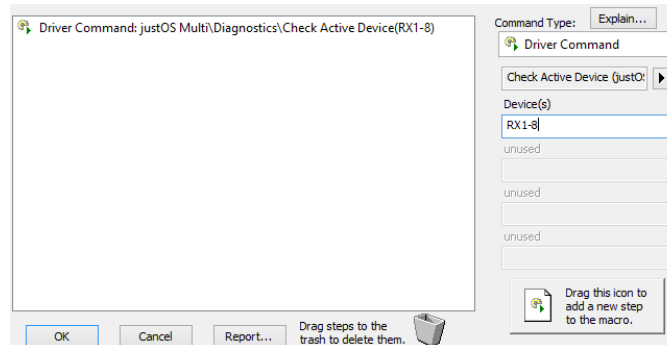 Driver Command: justOS Multi\Diagnostics\Check Active Device(RX1-8)
Command Type:
Explain...
Driver Command
Check Active Device (justO
Device(s)
RX1-8
unused
unused
unused
Drag this icon to
add a new step
to the macro.
OK
Cancel
Report...
Drag steps to the
trash to delete them.